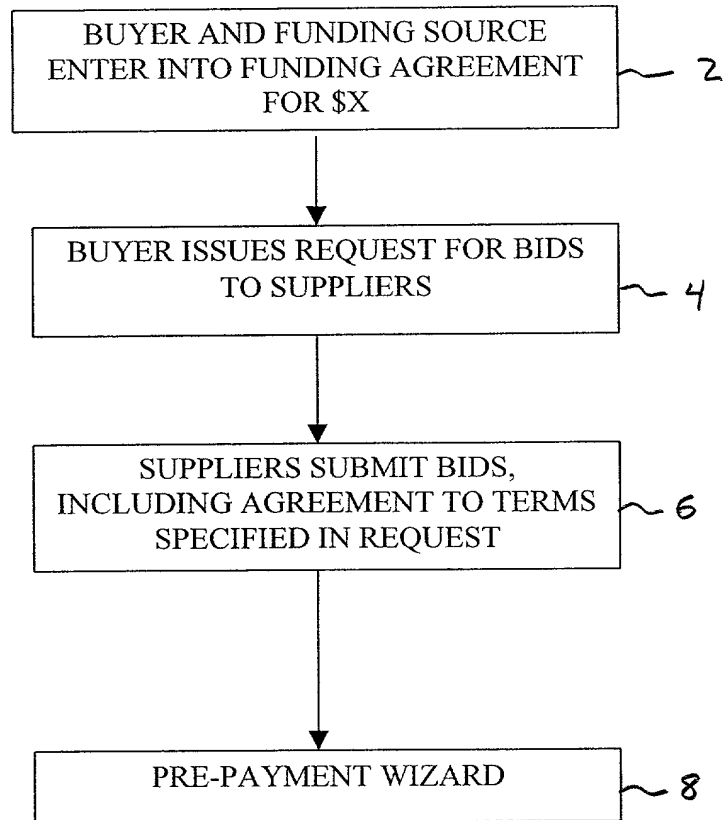 BUYER AND FUNDING SOURCE
ENTER INTO FUNDING AGREEMENT
FOR $X
2
BUYER ISSUES REQUEST FOR BIDS
TO SUPPLIERS
4
SUPPLIERS SUBMIT BIDS,
INCLUDING AGREEMENT TO TERMS
SPECIFIED IN REQUEST
6
PRE-PAYMENT WIZARD
8